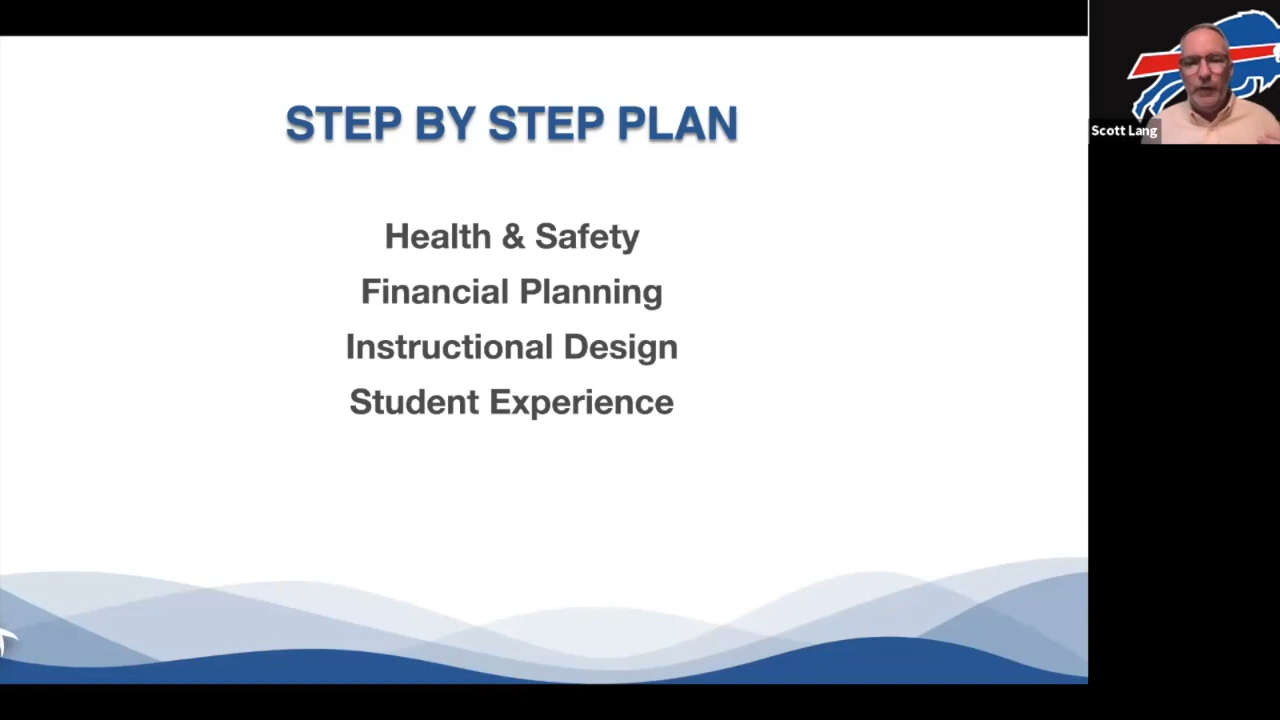 STEP BY STEP PLAN
Health & Safety
Financial Planning
Instructional Design
Student Experience
Scott Lang